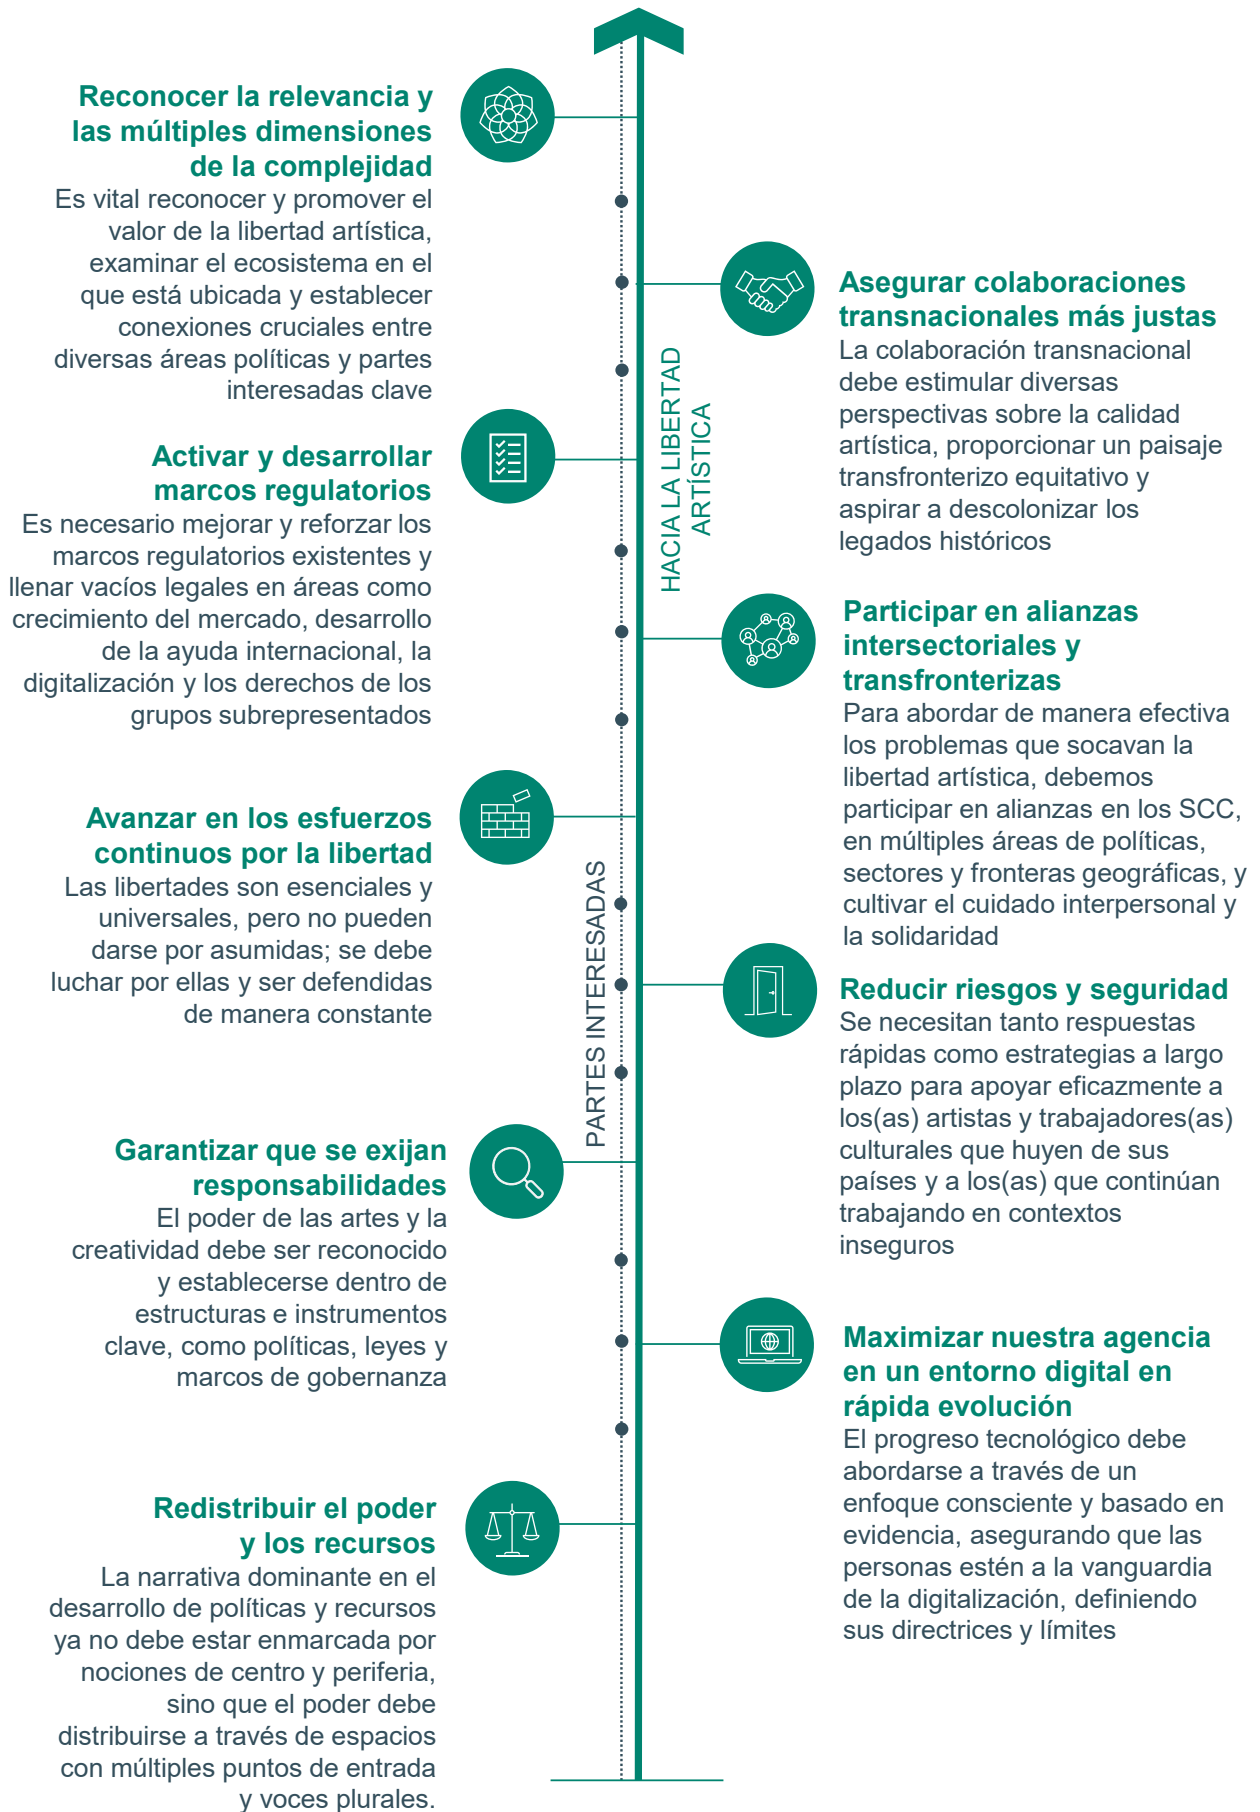 Reconocer la relevancia y
las múltiples dimensiones
de la complejidad
Es vital reconocer y promover el
valor de la libertad artística,
examinar el ecosistema en el
que está ubicada y establecer
conexiones cruciales entre
diversas áreas políticas y partes
interesadas clave
Asegurar colaboraciones
transnacionales más justas
La colaboración transnacional
debe estimular diversas
perspectivas sobre la calidad
artística, proporcionar un paisaje
transfronterizo equitativo y
aspirar a descolonizar los
legados históricos
HACIA LA LIBERTAD
ARTÍSTICA
Activar y desarrollar
marcos regulatorios
Es necesario mejorar y reforzar los
marcos regulatorios existentes y
llenar vacíos legales en áreas como
crecimiento del mercado, desarrollo
de la ayuda internacional, la
digitalización y los derechos de los
grupos subrepresentados
Participar en alianzas
intersectoriales y
transfronterizas
Para abordar de manera efectiva
los problemas que socavan la
libertad artística, debemos
participar en alianzas en los SCC,
en múltiples áreas de políticas,
sectores y fronteras geográficas, y
cultivar el cuidado interpersonal y
la solidaridad
Avanzar en los esfuerzos
continuos por la libertad
Las libertades son esenciales y
universales, pero no pueden
darse por asumidas; se debe
luchar por ellas y ser defendidas
de manera constante
PARTES INTERESADAS
Reducir riesgos y seguridad
Se necesitan tanto respuestas
rápidas como estrategias a largo
plazo para apoyar eficazmente a
los(as) artistas y trabajadores(as)
culturales que huyen de sus
países y a los(as) que continúan
trabajando en contextos
inseguros
Garantizar que se exijan
responsabilidades
El poder de las artes y la
creatividad debe ser reconocido
y establecerse dentro de
estructuras e instrumentos
clave, como políticas, leyes y
marcos de gobernanza
Maximizar nuestra agencia
en un entorno digital en
rápida evolución
El progreso tecnológico debe
abordarse a través de un
enfoque consciente y basado en
evidencia, asegurando que las
personas estén a la vanguardia
de la digitalización, definiendo
sus directrices y límites
Redistribuir el poder
y los recursos
La narrativa dominante en el
desarrollo de políticas y recursos
ya no debe estar enmarcada por
nociones de centro y periferia,
sino que el poder debe
distribuirse a través de espacios
con múltiples puntos de entrada
y voces plurales.